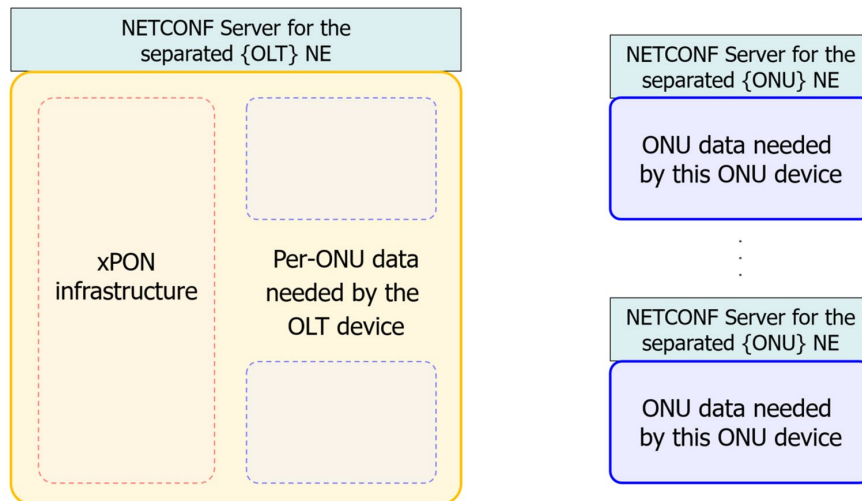 NETCONF Server for the
separated {OLT} NE
xPON
infrastructure
Per-ONU data
needed by the
OLT device
NETCONF Server for the
separated {ONU} NE
ONU data needed
by this ONU device
NETCONF Server for the
separated {ONU} NE
ONU data needed
by this ONU device